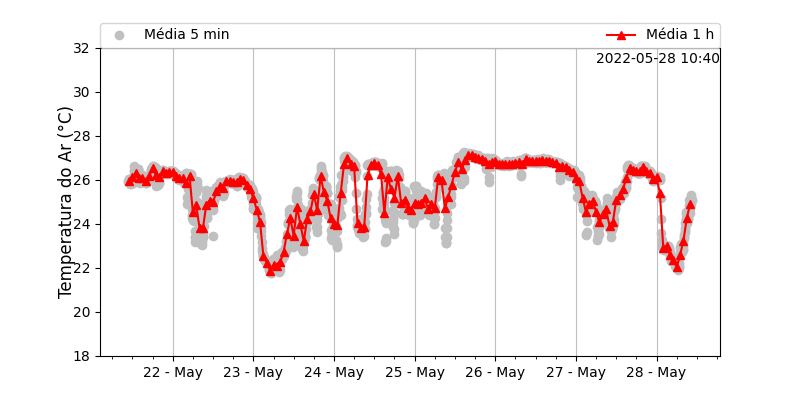 Média 5 min
Média 1 h
2022-05-28 10:40
Temperatura do Ar (°C)
32
30
28
26
24
22
20
18
22 - May
23 - May
24 - May
25 - May
26 - May
27 - May
28 - May